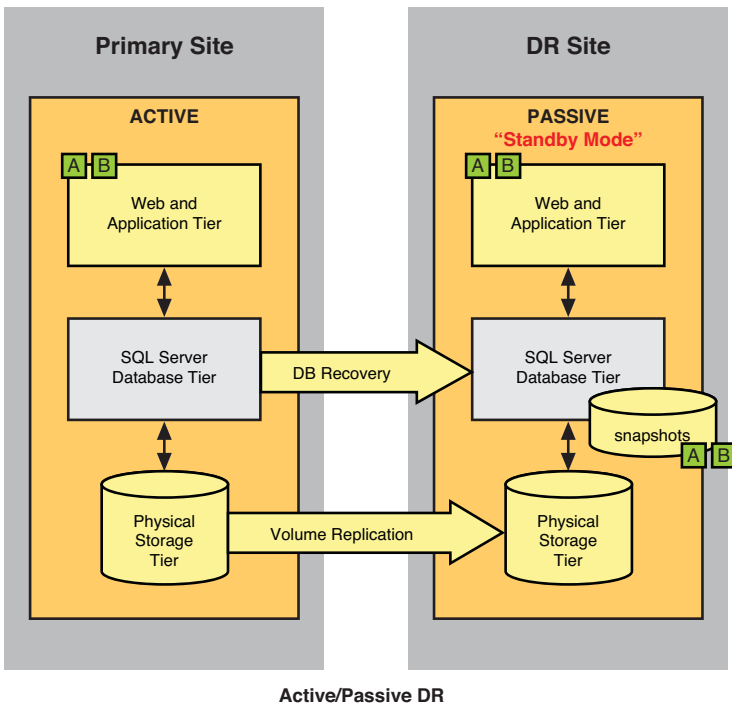 Primary Site
ACTIVE
A B
Web and
Application Tier
SQL Server
Database Tier
DB Recovery
Physical
Storage
Tier
Volume Replication
DR Site
PASSIVE
“Standby Mode”
A B
Web and
Application Tier
SQL Server
Database Tier
snapshots
A B
Physical
Storage
Tier
Active/Passive DR